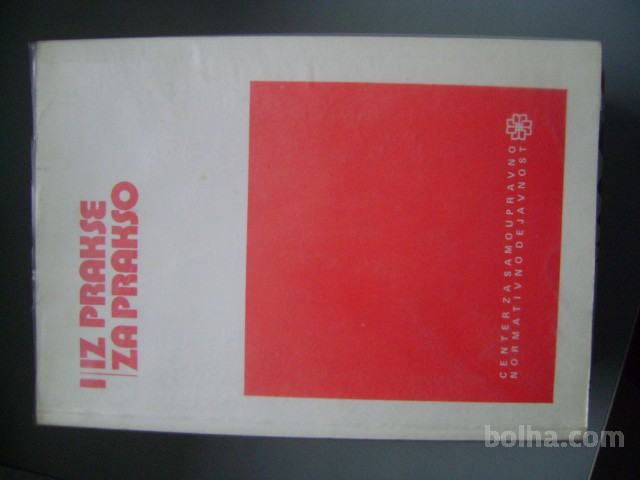 I IZ PRAKSE
ZA PRAKSO
CENTER ZA SAMOUPRAVNO
NORMATIVNO DEJAVNOST
bolha.com